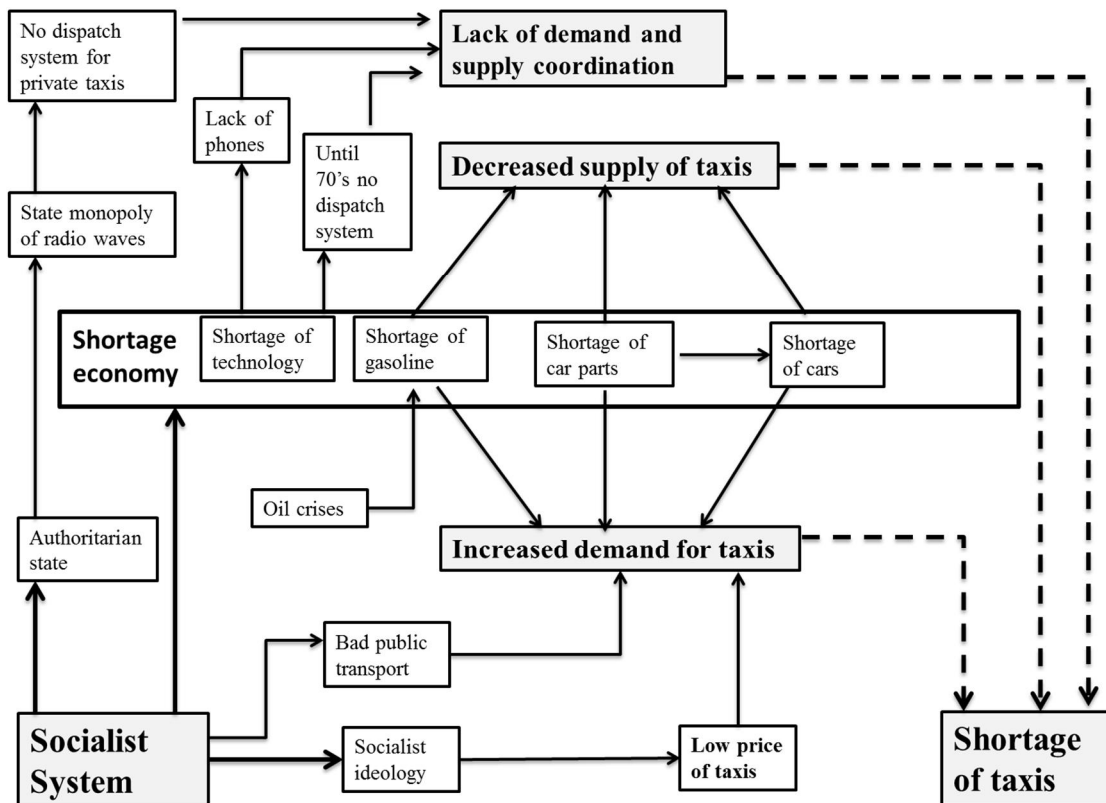 No dispatch
system for
private taxis
Lack of demand and
supply coordination
Lack of
phones
Until
70's no
dispatch
system
Decreased supply of taxis
State monopoly
of radio waves
Shortage
economy
Shortage of
technology
Shortage of
gasoline
Shortage of
car parts
Shortage
of cars
Oil crises
Authoritarian
state
Increased demand for taxis
Bad public
transport
Socialist
System
Socialist
ideology
Low price
of taxis
Shortage
of taxis